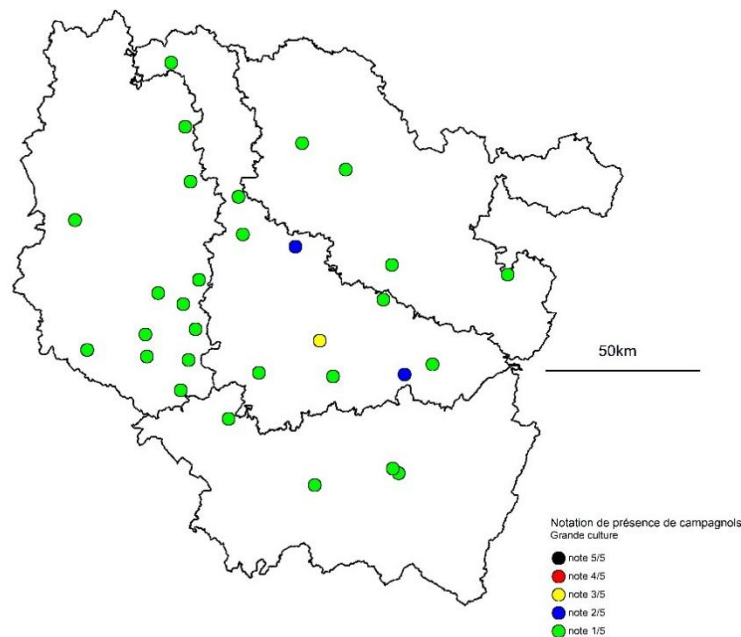 50km
Notation de présence de campagnols
Grande culture
note 5/5
note 4/5
note 3/5
note 2/5
note 1/5